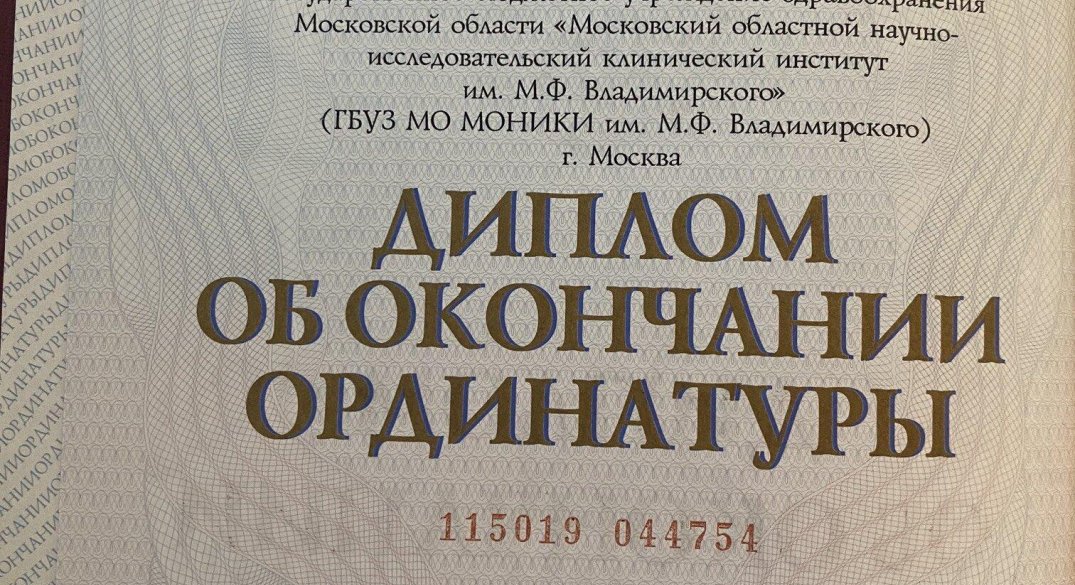 здравоохранения
Московской области «Московский областной научно-
исследовательский клинический институт
им. М.Ф. Владимирского»
(ГБУЗ МО МОНИКИ им. М.Ф. Владимирского)
г. Москва
ДИПЛОМ
ОБ ОКОНЧАНИИ
ОРДИНАТУРЫ
115019 044754